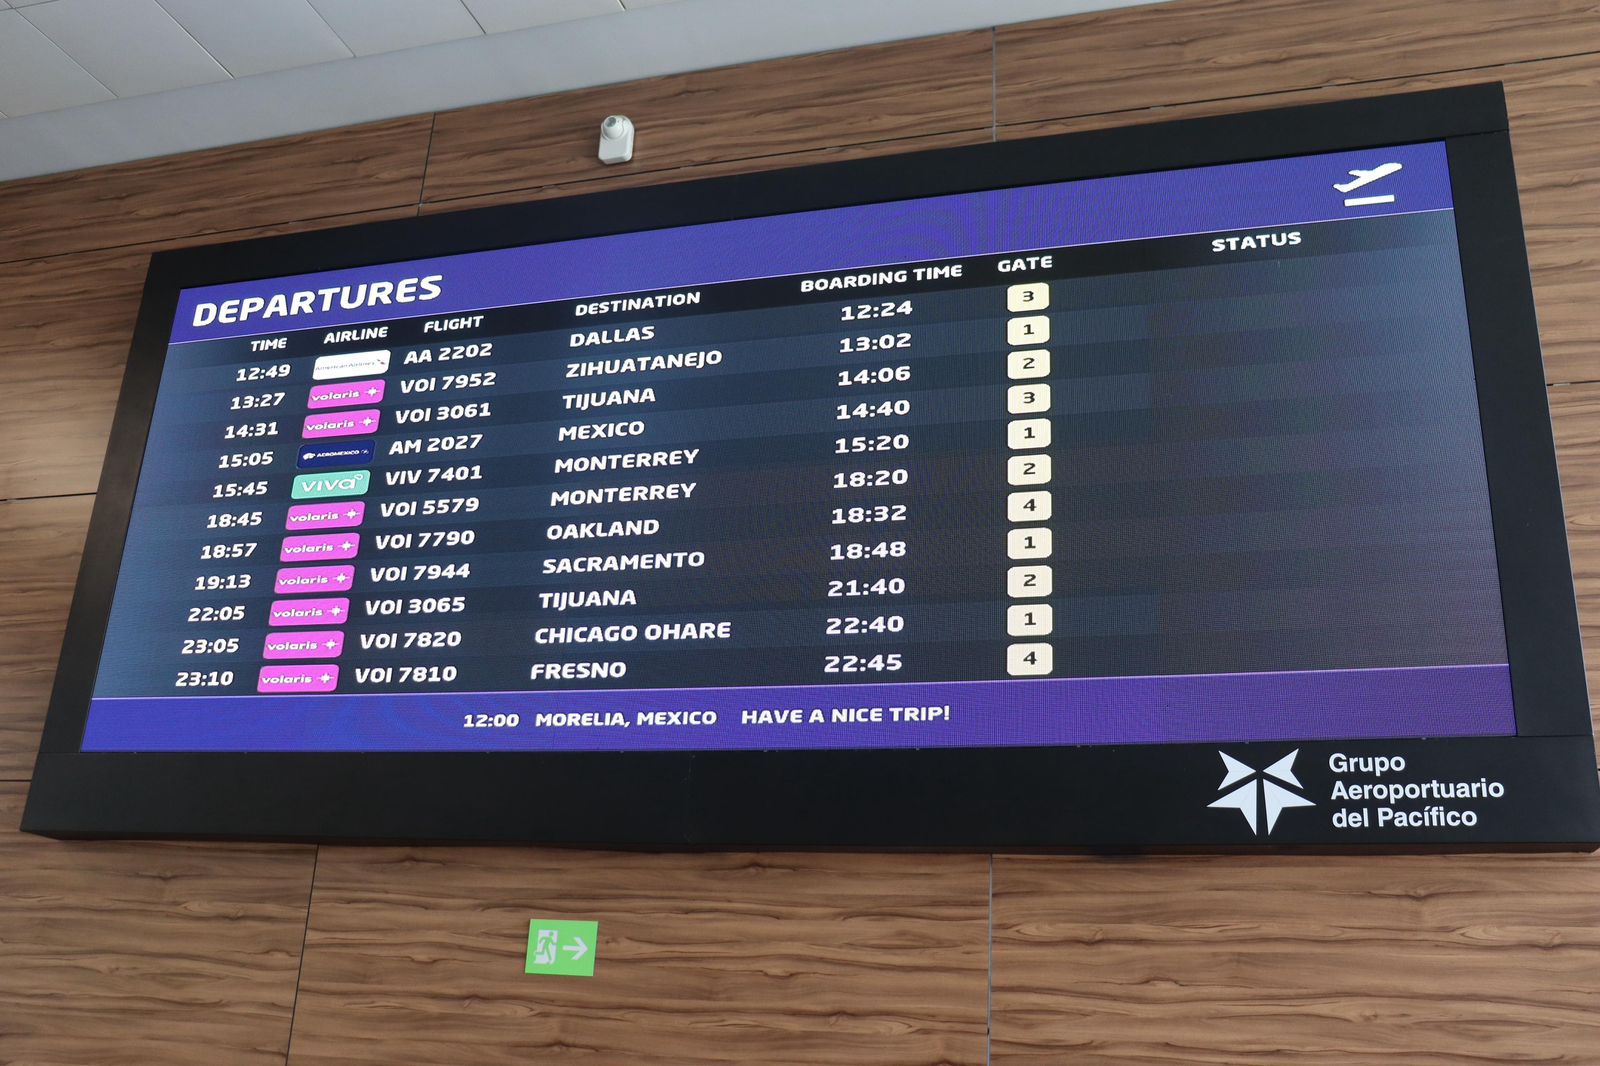 DEPARTURES
TIME AIRLINE FLIGHT DESTINATION BOARDING TIME GATE STATUS
12:49 American Airlines AA 2202 DALLAS 12:24 3
13:27 volaris VOI 7952 ZIHUATANEJO 13:02 1
14:31 volaris VOI 3061 TIJUANA 14:06 2
15:05 AEROMEXICO AM 2027 MEXICO 14:40 3
15:45 viva VIV 7401 MONTERREY 15:20 1
18:45 volaris VOI 5579 MONTERREY 18:20 2
18:57 volaris VOI 7790 OAKLAND 18:32 4
19:13 volaris VOI 7944 SACRAMENTO 18:48 1
22:05 volaris VOI 3065 TIJUANA 21:40 2
23:05 volaris VOI 7820 CHICAGO OHARE 22:40 1
23:10 volaris VOI 7810 FRESNO 22:45 4
12:00 MORELIA, MEXICO HAVE A NICE TRIP!
Grupo
Aeroportuario
del Pacífico